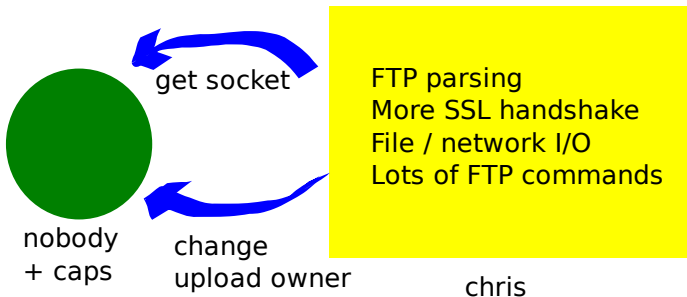 get socket
FTP parsing
More SSL handshake
File / network I/O
Lots of FTP commands
nobody
+ caps
change
upload owner
chris